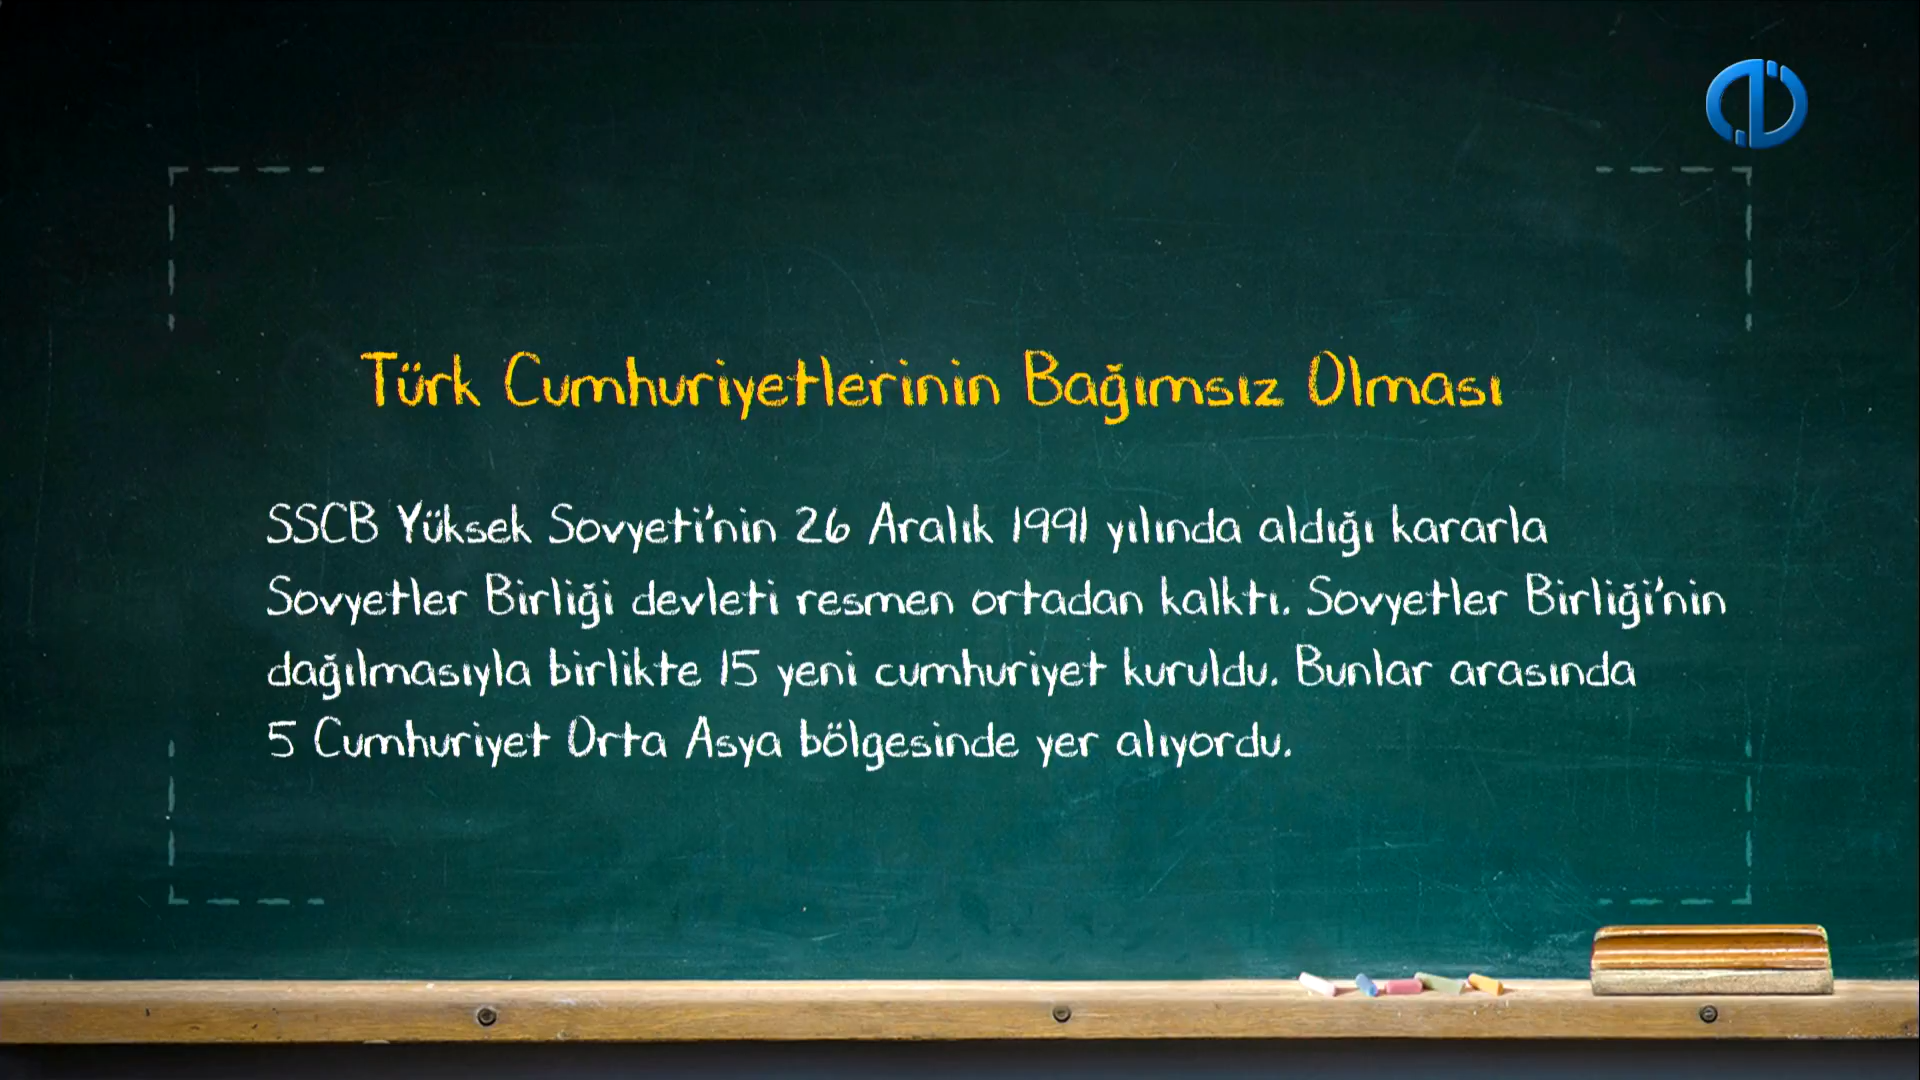 Türk Cumhuriyetlerinin Bağımsız Olması
SSCB Yüksek Sovyeti'nin 26 Aralık 1991 yılında aldığı kararla
Sovyetler Birliği devleti resmen ortadan kalktı. Sovyetler Birliği'nin
dağılmasıyla birlikte 15 yeni cumhuriyet kuruldu. Bunlar arasında
5 Cumhuriyet Orta Asya bölgesinde yer alıyordu.